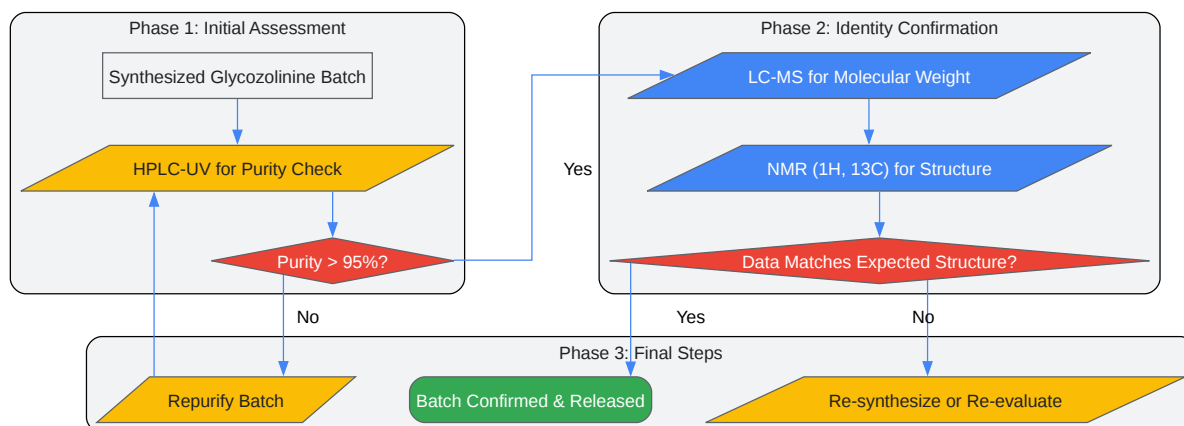 Phase 1: Initial Assessment
Synthesized Glycozolinine Batch
HPLC-UV for Purity Check
Purity > 95%?
Yes
No
Phase 2: Identity Confirmation
LC-MS for Molecular Weight
NMR (1H, 13C) for Structure
Data Matches Expected Structure?
Yes
No
Phase 3: Final Steps
Repurify Batch
Batch Confirmed & Released
Re-synthesize or Re-evaluate